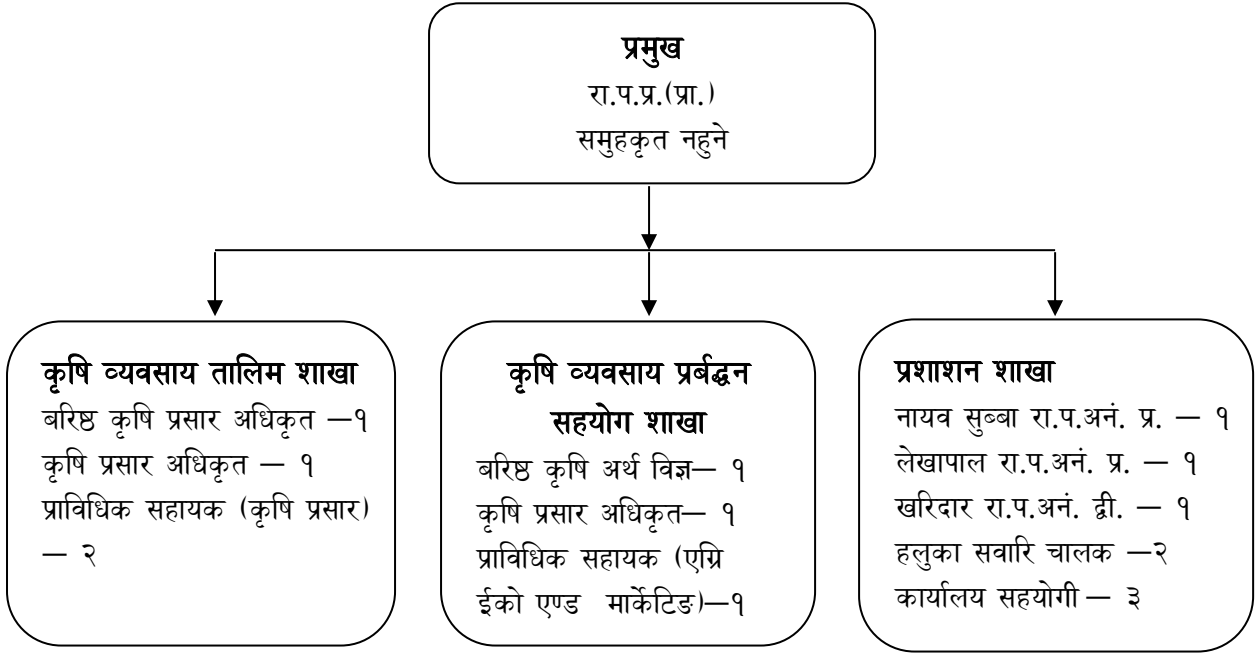 प्रमुख
रा.प.प्र.(प्रा.)
समुहकृत नहुने
कृषि व्यवसाय तालिम शाखा
बरिष्ठ कृषि प्रसार अधिकृत –१
कृषि प्रसार अधिकृत – १
प्राविधिक सहायक (कृषि प्रसार)
– २
कृषि व्यवसाय प्रर्बद्धन
सहयोग शाखा
बरिष्ठ कृषि अर्थ विज्ञ– १
कृषि प्रसार अधिकृत– १
प्राविधिक सहायक (एग्रि
ईको एण्ड मार्केटिङ)–१
प्रशाशन शाखा
नायव सुब्बा रा.प.अनं. प्र. – १
लेखापाल रा.प.अनं. प्र. – १
खरिदार रा.प.अनं. द्वी. – १
हलुका सवारि चालक –२
कार्यालय सहयोगी – ३